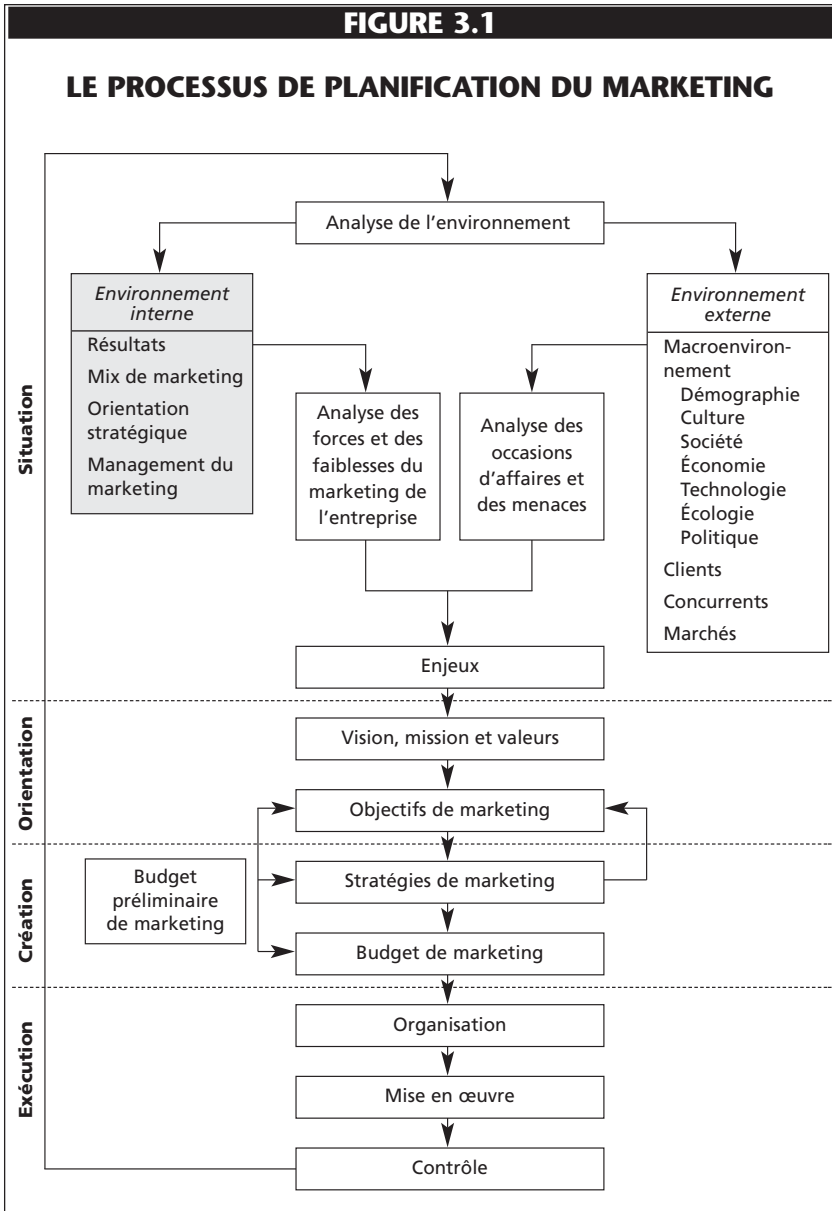 FIGURE 3.1
LE PROCESSUS DE PLANIFICATION DU MARKETING
Analyse de l’environnement
Situation
Environnement
interne
Résultats
Mix de marketing
Orientation
stratégique
Management du
marketing
Analyse des
forces et des
faiblesses du
marketing de
l’entreprise
Analyse des
occasions
d’affaires et
des menaces
Environnement
externe
Macroenviron-
nement
Démographie
Culture
Société
Économie
Technologie
Écologie
Politique
Clients
Concurrents
Marchés
Enjeux
Orientation
Vision, mission et valeurs
Objectifs de marketing
Création
Budget
préliminaire
de marketing
Stratégies de marketing
Budget de marketing
Exécution
Organisation
Mise en œuvre
Contrôle